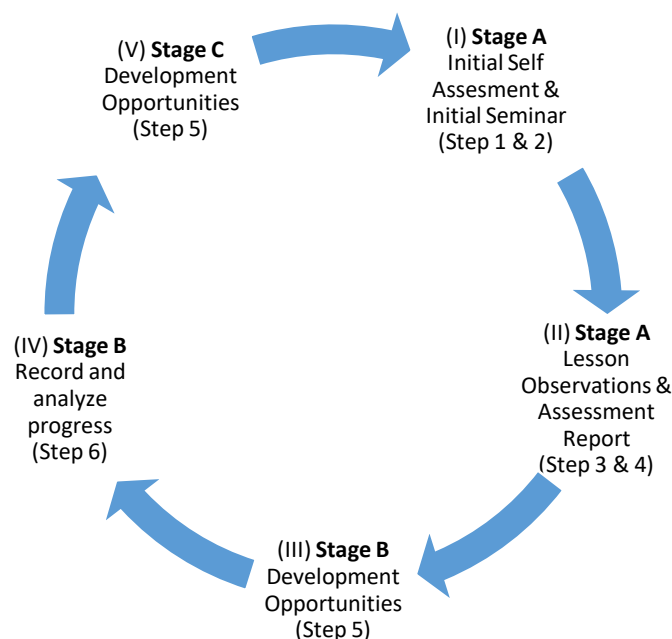 (I) Stage A
Initial Self
Assesment &
Initial Seminar
(Step 1 & 2)
(II) Stage A
Lesson
Observations &
Assessment
Report
(Step 3 & 4)
(III) Stage B
Development
Opportunities
(Step 5)
(IV) Stage B
Record and
analyze
progress
(Step 6)
(V) Stage C
Development
Opportunities
(Step 5)